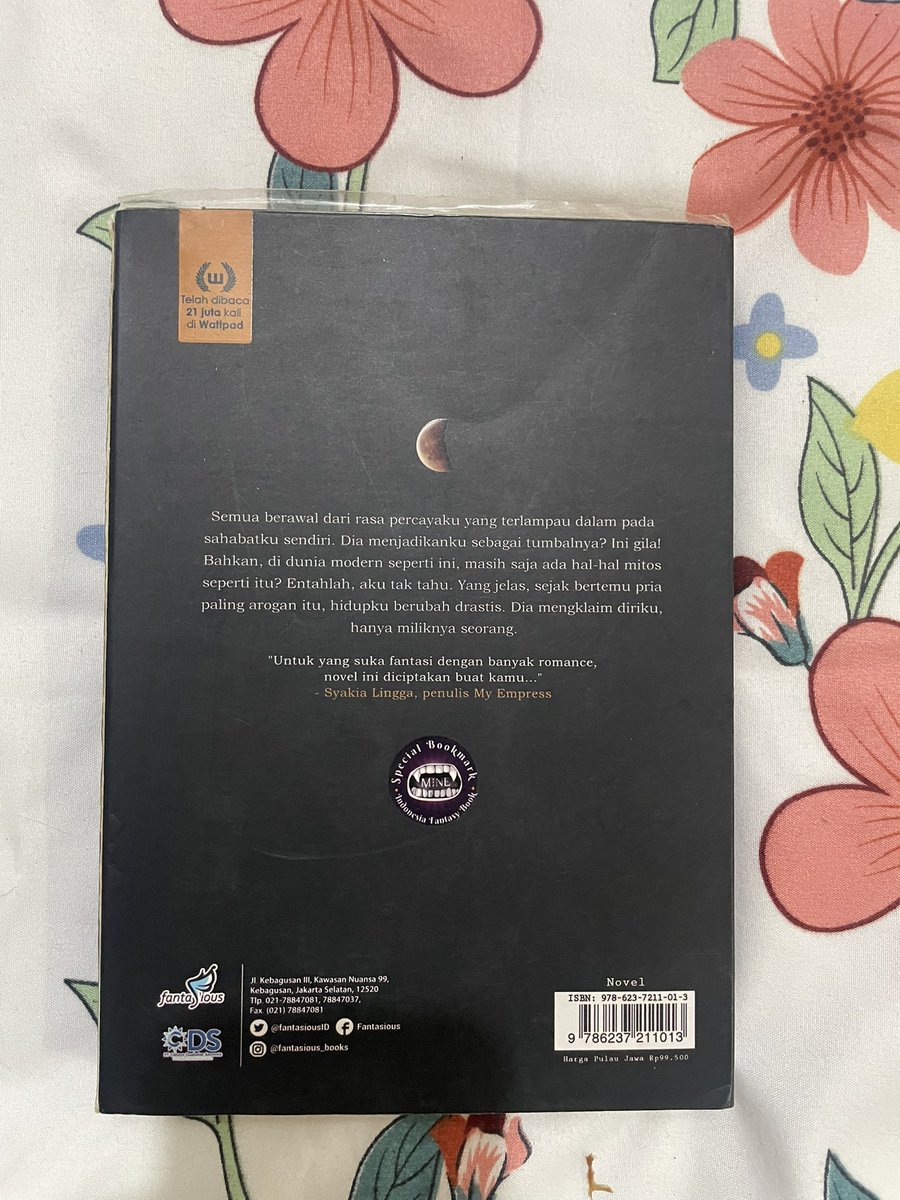 Telah dibaca
21 juta kali
di Wattpad
Semua berawal dari rasa percayaku yang terlampau dalam pada
sahabatku sendiri. Dia menjadikanku sebagai tumbalnya? Ini gila!
Bahkan, di dunia modern seperti ini, masih saja ada hal-hal mitos
seperti itu? Entahlah, aku tak tahu. Yang jelas, sejak bertemu pria
paling arogan itu, hidupku berubah drastis. Dia mengklaim diriku,
hanya miliknya seorang.
"Untuk yang suka fantasi dengan banyak romance,
novel ini diciptakan buat kamu..."
- Syakia Lingga, penulis My Empress
Special Bookmark
MINE
Indonesia Fantasy Book
fantasious
CDS
Jl. Kebagusan III, Kawasan Nuansa 99,
Kebagusan, Jakarta Selatan, 12520
Tlp. 021-78847081, 78847037,
Fax. (021) 78847081
@fantasiousID Fantasious
@fantasious_books
Novel
ISBN: 978-623-7211-01-3
9 786237 211013
Harga Pulau Jawa Rp99.500